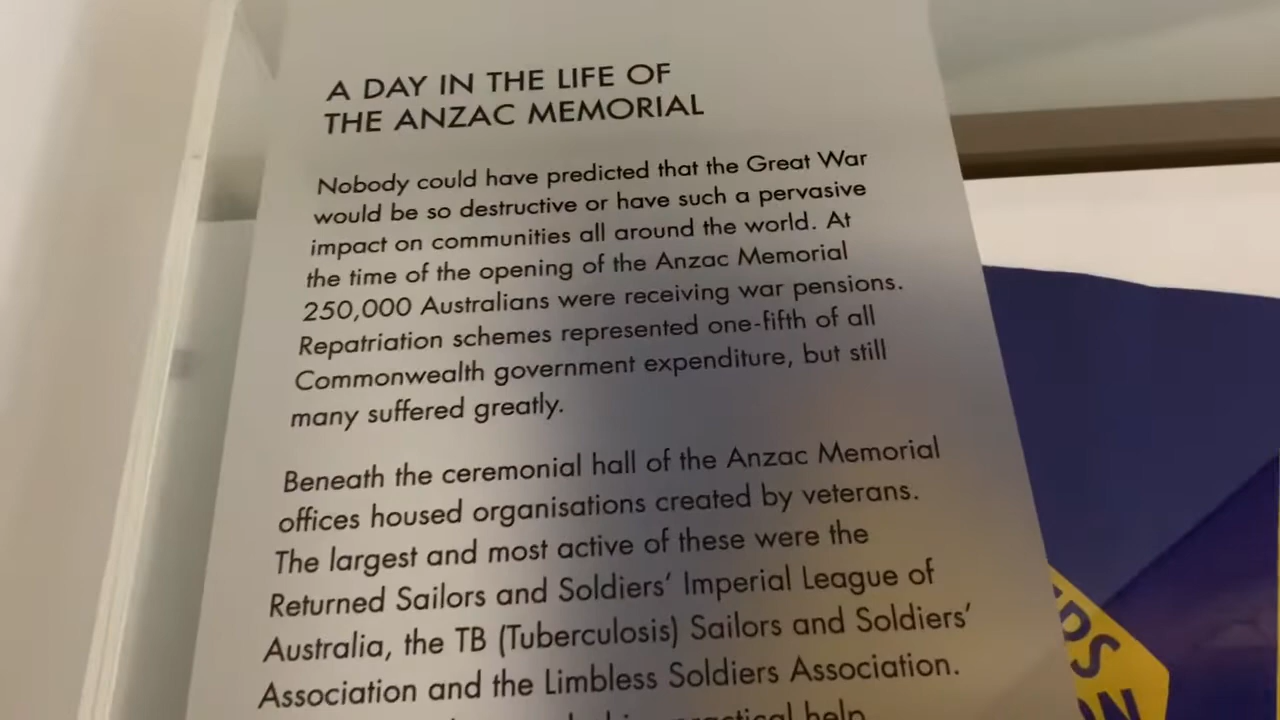 A DAY IN THE LIFE OF
THE ANZAC MEMORIAL
Nobody could have predicted that the Great War
would be so destructive or have such a pervasive
impact on communities all around the world. At
the time of the opening of the Anzac Memorial
250,000 Australians were receiving war pensions.
Repatriation schemes represented one-fifth of all
Commonwealth government expenditure, but still
many suffered greatly.
Beneath the ceremonial hall of the Anzac Memorial
offices housed organisations created by veterans.
The largest and most active of these were the
Returned Sailors and Soldiers' Imperial League of
Australia, the TB (Tuberculosis) Sailors and Soldiers'
Association and the Limbless Soldiers Association.
help